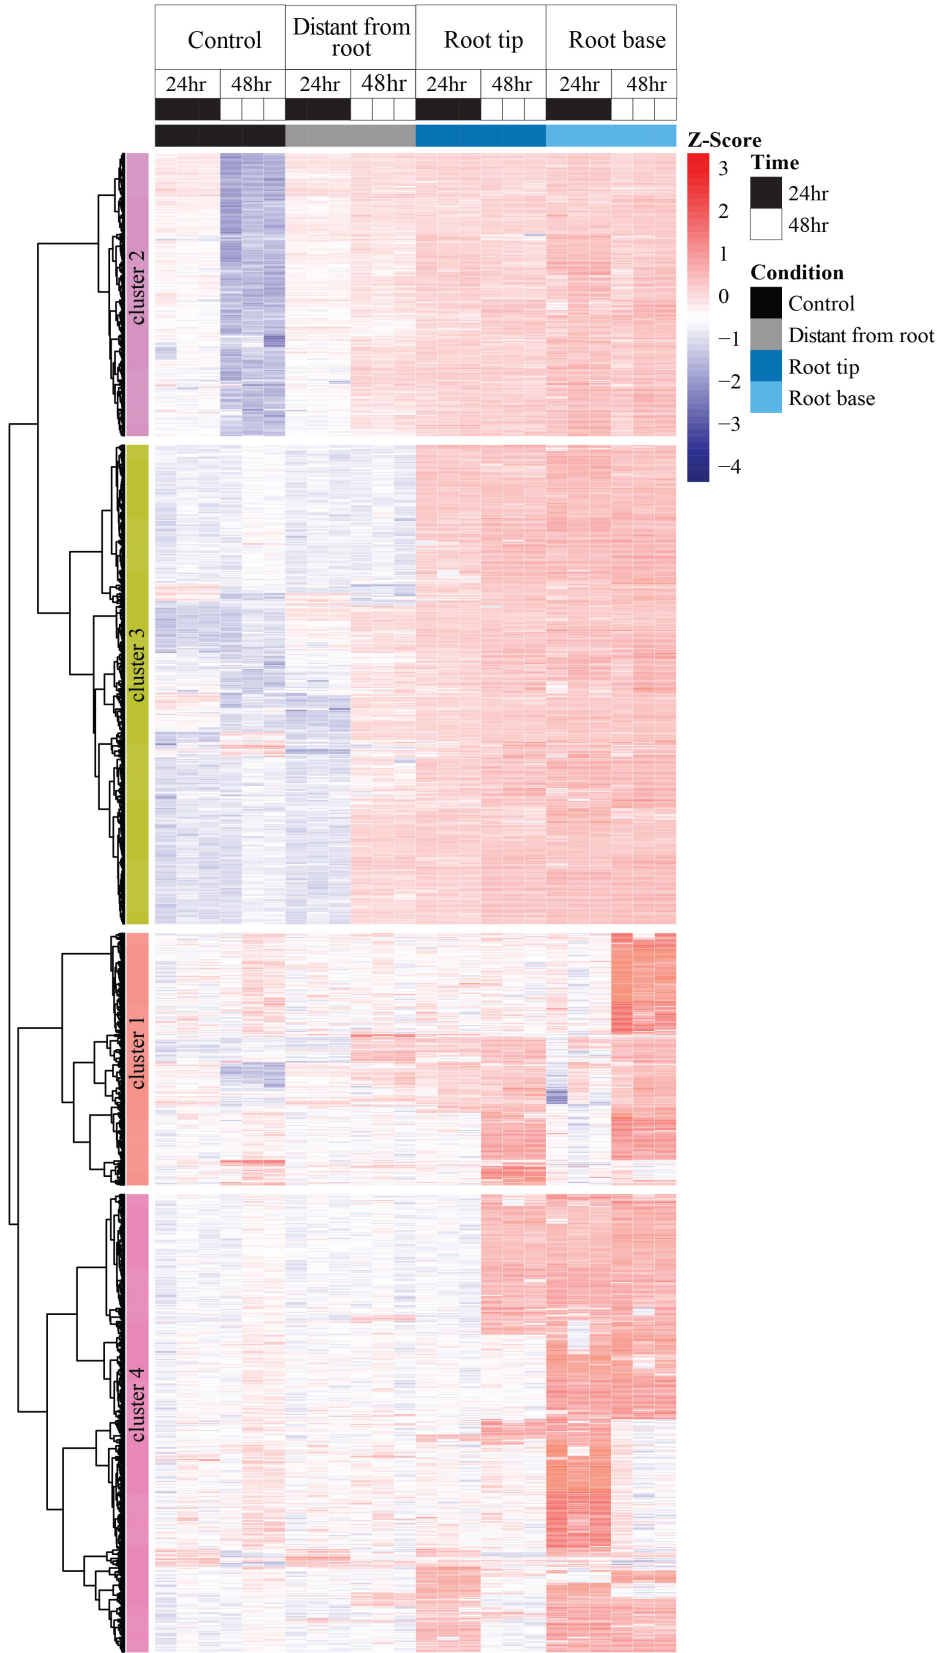 Control
Distant from
root
Root tip
Root base
24hr
48hr
24hr
48hr
24hr
48hr
24hr
48hr
Z-Score
3
2
1
0
−1
−2
−3
−4
Time
24hr
48hr
Condition
Control
Distant from root
Root tip
Root base
cluster 2
cluster 3
cluster 1
cluster 4